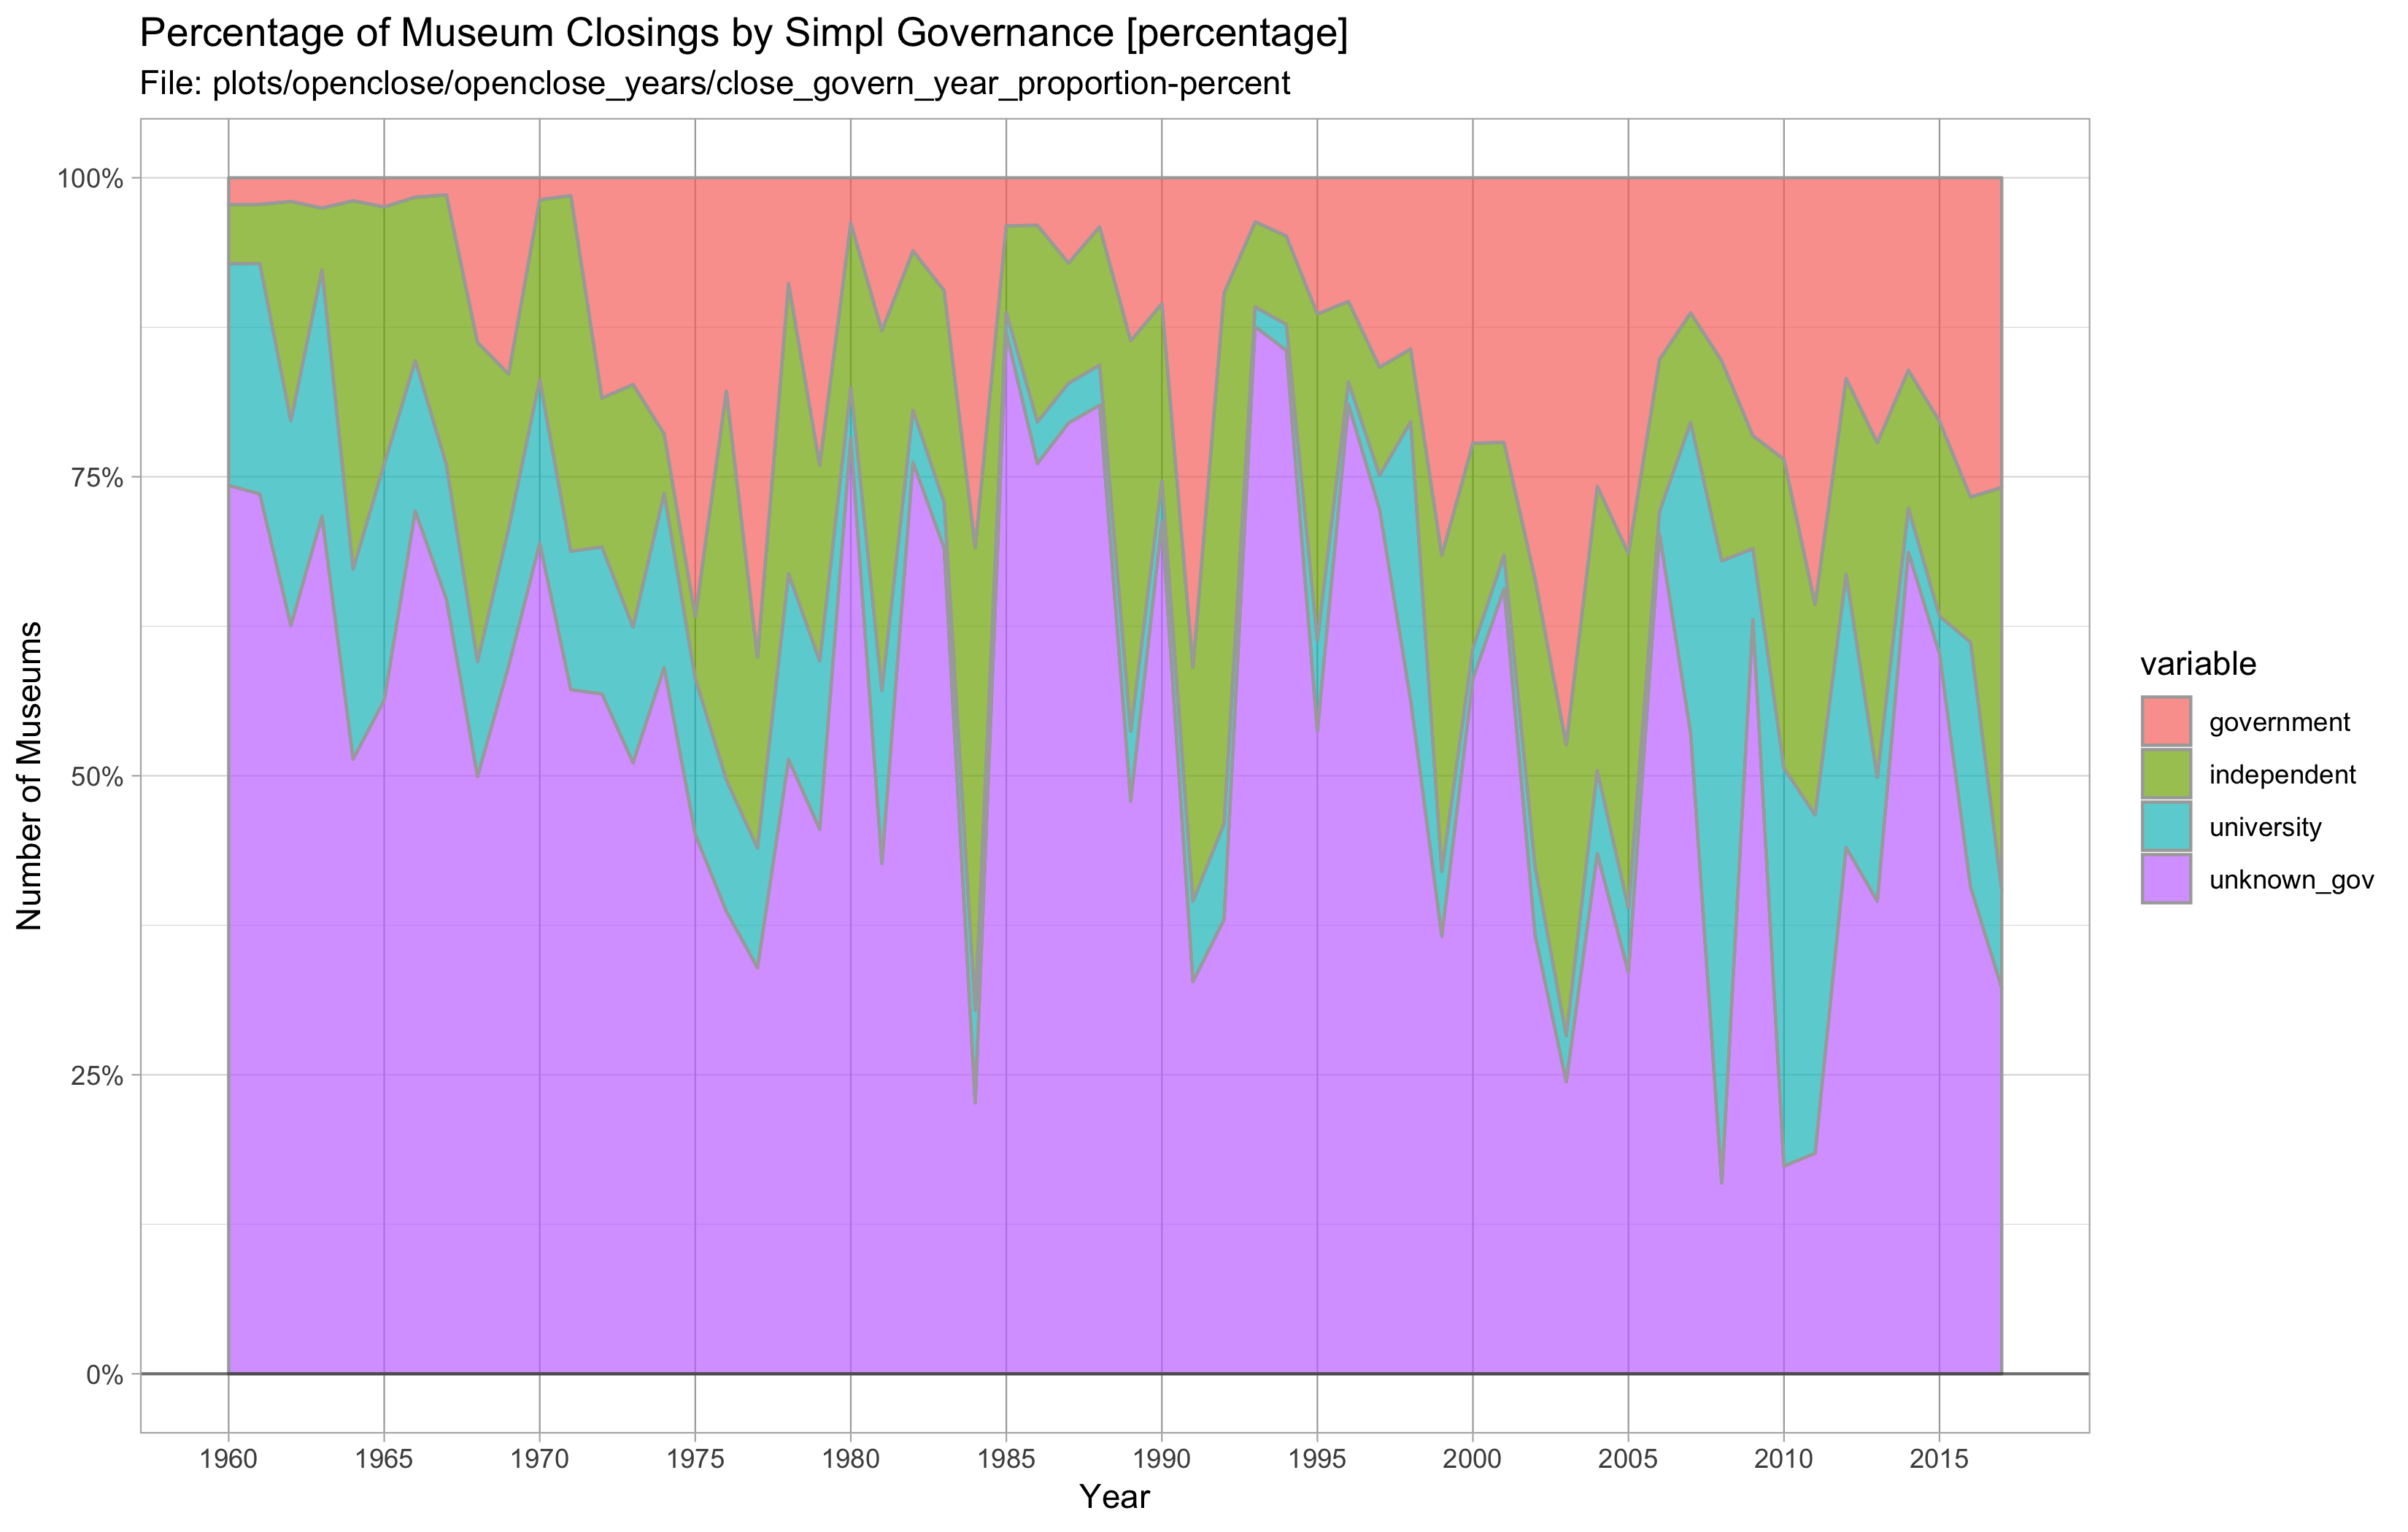 Percentage of Museum Closings by Simpl Governance [percentage]
File: plots/openclose/openclose_years/close_govern_year_proportion-percent
Number of Museums
100%
75%
50%
25%
0%
1960 1965 1970 1975 1980 1985 1990 1995 2000 2005 2010 2015
Year
variable
government
independent
university
unknown_gov